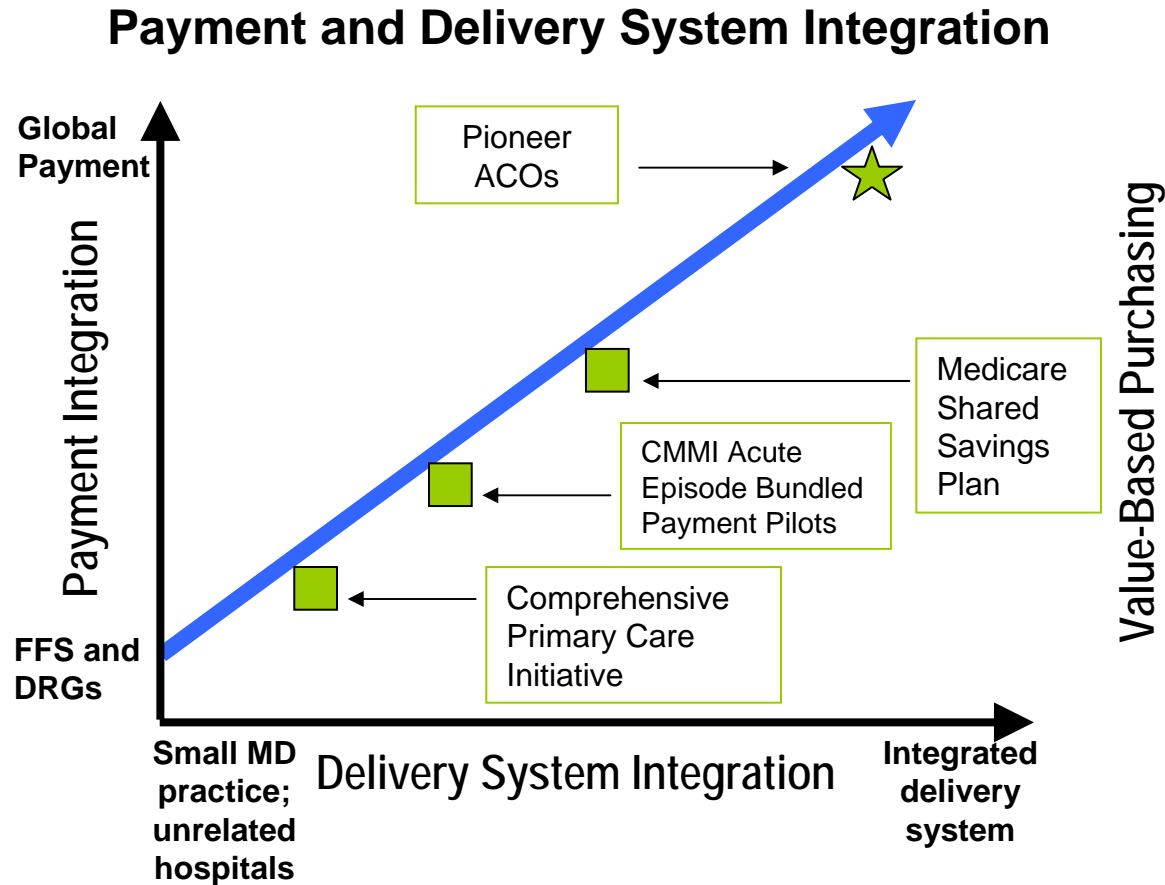 Payment and Delivery System Integration
Global
Payment
Payment Integration
FFS and
DRGs
Pioneer
ACOs
Medicare
Shared
Savings
Plan
CMMI Acute
Episode Bundled
Payment Pilots
Comprehensive
Primary Care
Initiative
Value-Based Purchasing
Small MD
practice;
unrelated
hospitals
Delivery System Integration
Integrated
delivery
system